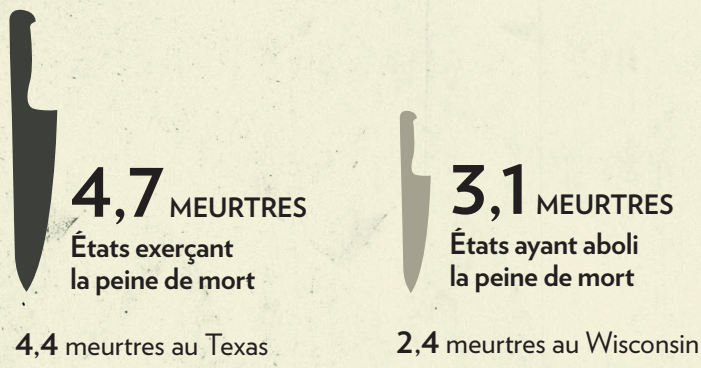 4,7 MEURTRES
États exerçant
la peine de mort
4,4 meurtres au Texas
3,1 MEURTRES
États ayant aboli
la peine de mort
2,4 meurtres au Wisconsin